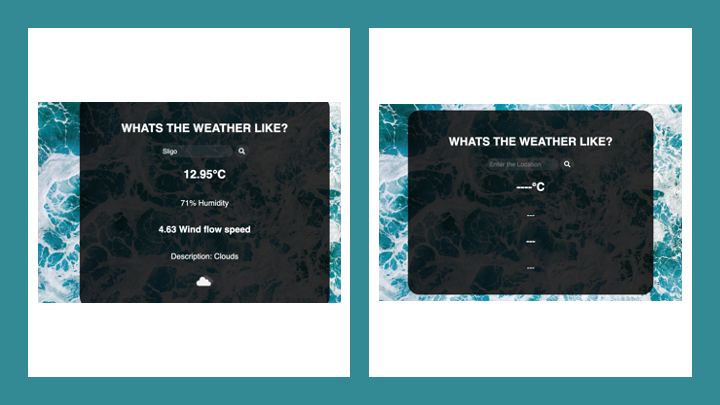 WHATS THE WEATHER LIKE?
Sligo
12.95°C
71% Humidity
4.63 Wind flow speed
Description: Clouds
WHATS THE WEATHER LIKE?
Enter the Location
----°C
---
---
---